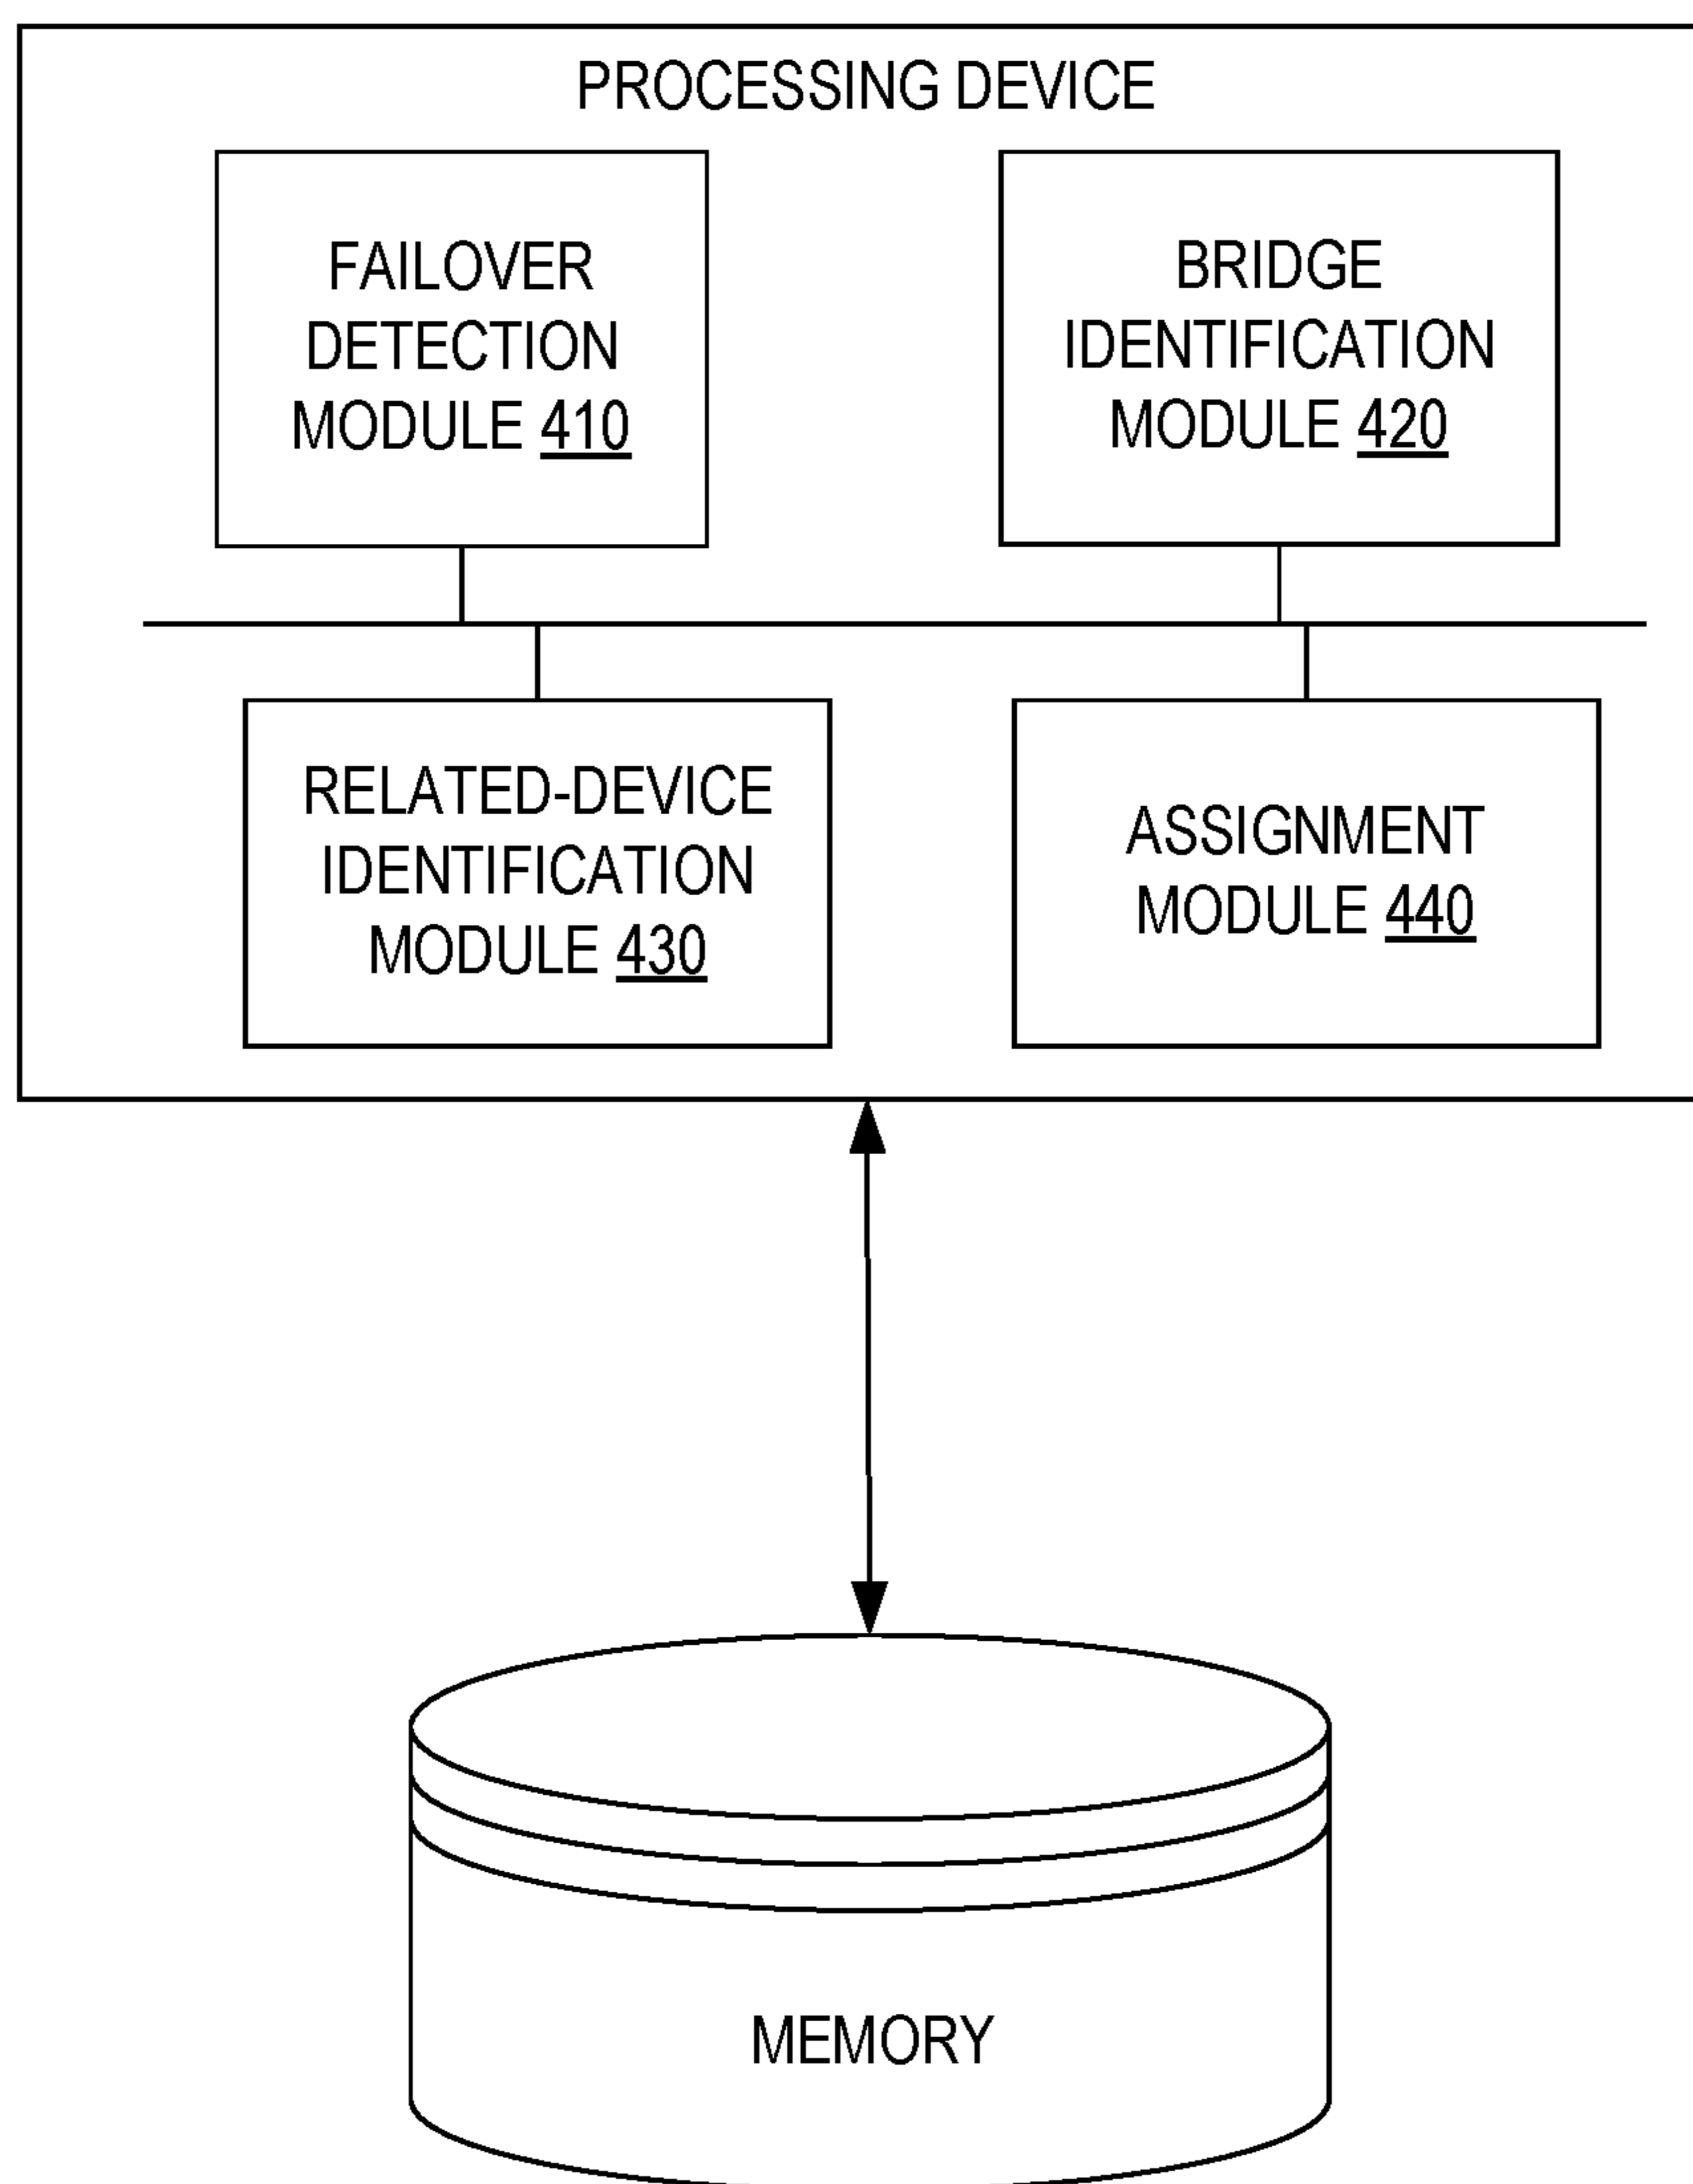 PROCESSING DEVICE
FAILOVER
DETECTION
MODULE 410
BRIDGE
IDENTIFICATION
MODULE 420
RELATED-DEVICE
IDENTIFICATION
MODULE 430
ASSIGNMENT
MODULE 440
MEMORY